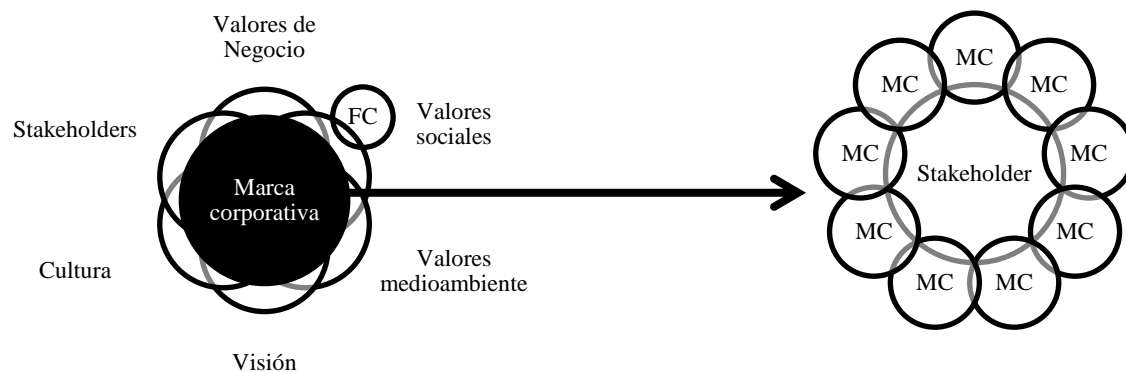 Valores de
Negocio
Stakeholders
FC
Valores
sociales
Marca
corporativa
Cultura
Valores
medioambiente
Visión
MC
MC
MC
MC
MC
Stakeholder
MC
MC
MC
MC